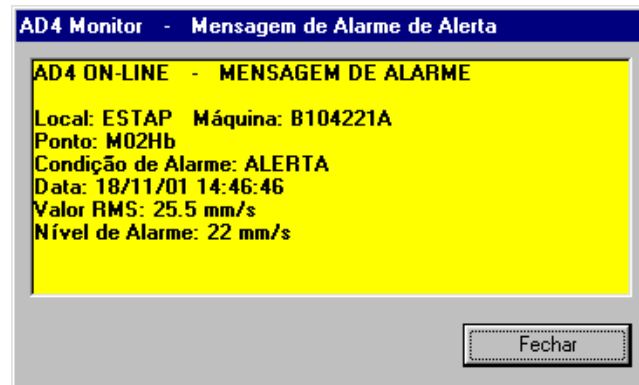 AD4 Monitor - Mensagem de Alarme de Alerta
AD4 ON-LINE - MENSAGEM DE ALARME
Local: ESTAP Máquina: B104221A
Ponto: M02Hb
Condição de Alarme: ALERTA
Data: 18/11/01 14:46:46
Valor RMS: 25.5 mm/s
Nível de Alarme: 22 mm/s
Fechar